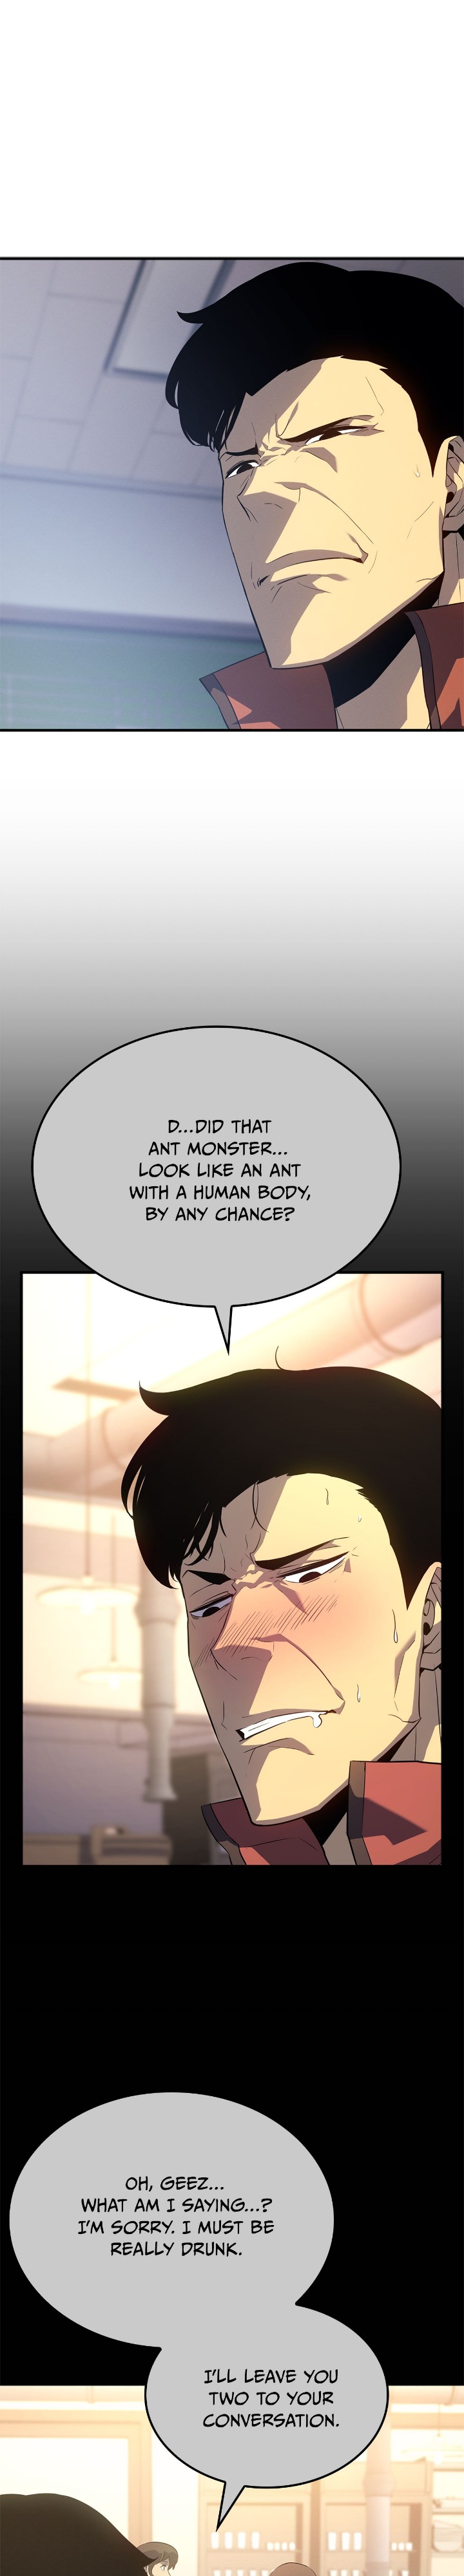 D...DID THAT
ANT MONSTER...
LOOK LIKE AN ANT
WITH A HUMAN BODY,
BY ANY CHANCE?
OH, GEEZ...
WHAT AM I SAYING...?
I'M SORRY. I MUST BE
REALLY DRUNK.
I'LL LEAVE YOU
TWO TO YOUR
CONVERSATION.